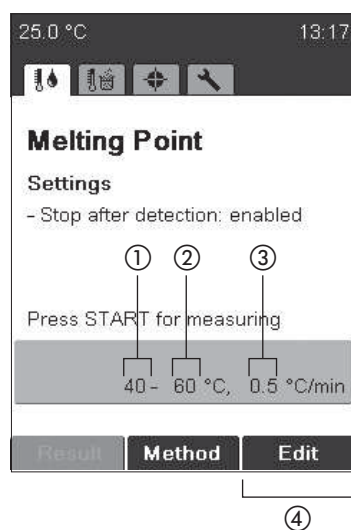 25.0 °C 13:17
Melting Point
Settings
- Stop after detection: enabled
① ② ③
Press START for measuring
40 - 60 °C, 0.5 °C/min
Result Method Edit
④